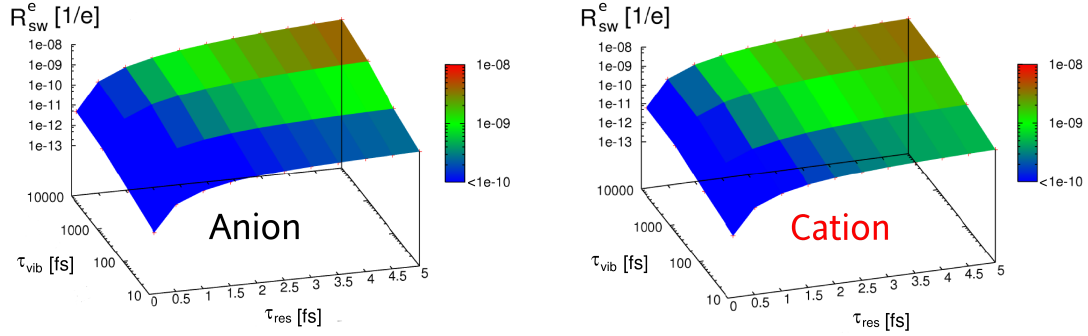 R^e_sw [1/e]
1e-08
1e-09
1e-10
1e-11
1e-12
1e-13
10000
1000
100
10
τvib [fs]
0 0.5 1 1.5 2 2.5 3 3.5 4 4.5 5
τres [fs]
1e-08
1e-09
<1e-10
Anion
R^e_sw [1/e]
1e-08
1e-09
1e-10
1e-11
1e-12
1e-13
10000
1000
100
10
τvib [fs]
0 0.5 1 1.5 2 2.5 3 3.5 4 4.5 5
τres [fs]
1e-08
1e-09
<1e-10
Cation